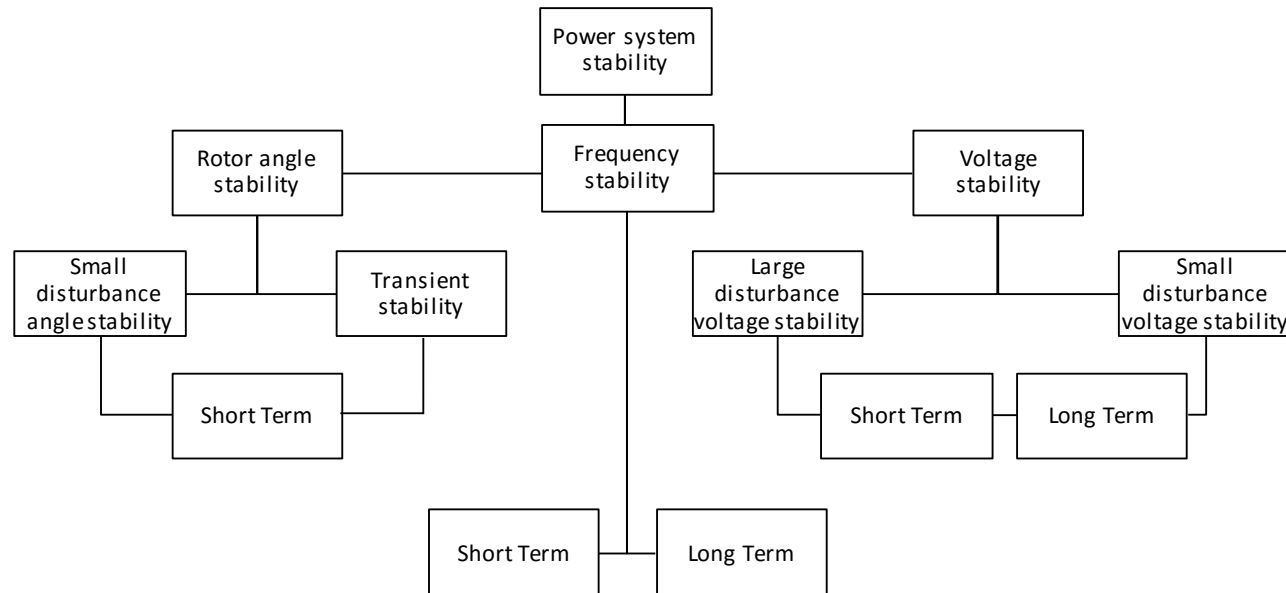 Power system
stability
Rotor angle
stability
Frequency
stability
Voltage
stability
Small
disturbance
angle stability
Transient
stability
Large
disturbance
voltage stability
Small
disturbance
voltage stability
Short Term
Short Term
Long Term
Short Term
Long Term